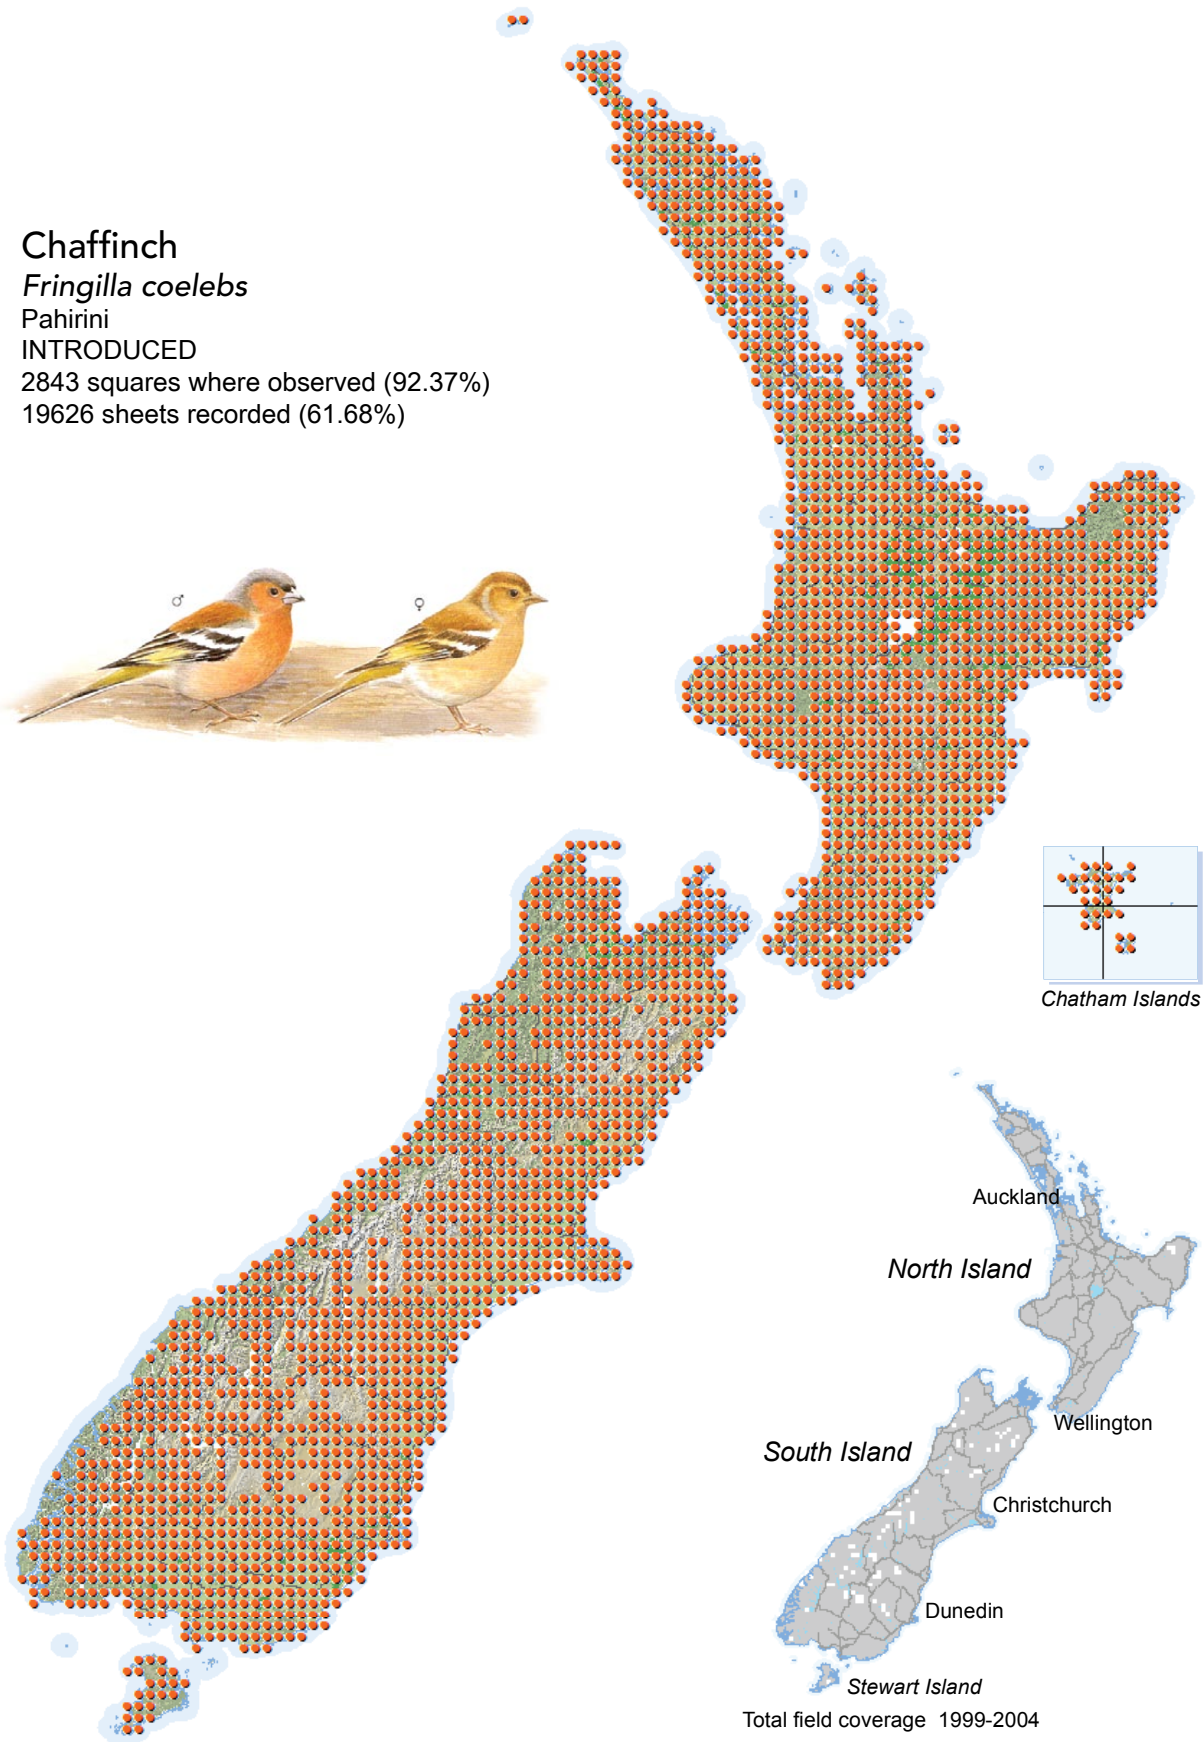 Chaffinch
Fringilla coelebs
Pahirini
INTRODUCED
2843 squares where observed (92.37%)
19626 sheets recorded (61.68%)
♂
♀
Chatham Islands
Auckland
North Island
Wellington
South Island
Christchurch
Dunedin
Stewart Island
Total field coverage 1999-2004